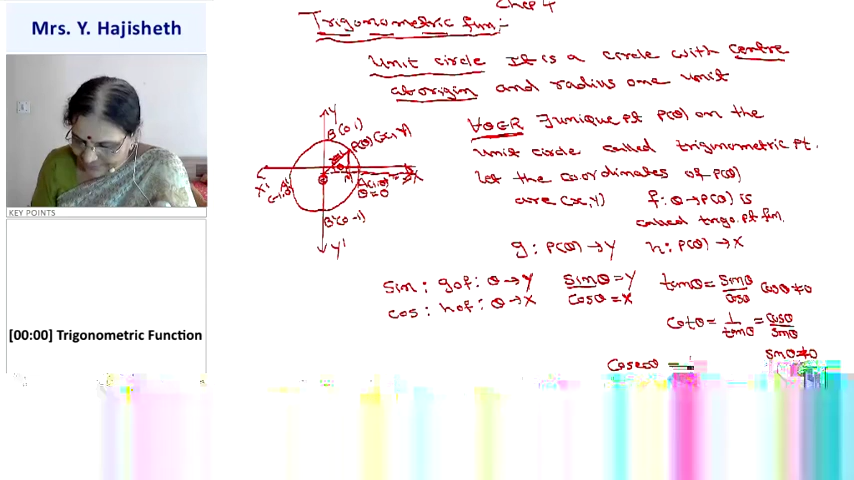 Mrs. Y. Hajisheth
KEY POINTS
[00:00] Trigonometric Function
Chap 4
Trigonometric fun:-
Unit circle It is a circle with centre
at origin and radius one unit
∀θ∈R ∃ unique pt P(θ) on the
unit circle called trigonometric pt.
Let the coordinates of P(θ)
are (x,y) f: θ→P(θ) is
called trigo. pt fun.
g: P(θ)→Y h: P(θ)→X
Sin: gof: θ→Y Sinθ=Y tanθ=Sinθ/Cosθ Cosθ≠0
Cos: hof: θ→X Cosθ=X
Cotθ=1/tanθ=Cosθ/Sinθ
Sinθ≠0
Cosecθ =
Y
B(0,1)
P(θ)(x,y)
X'
A'(-1,0)
O
M
A(1,0)
X
θ=0
B'(0-1)
Y'